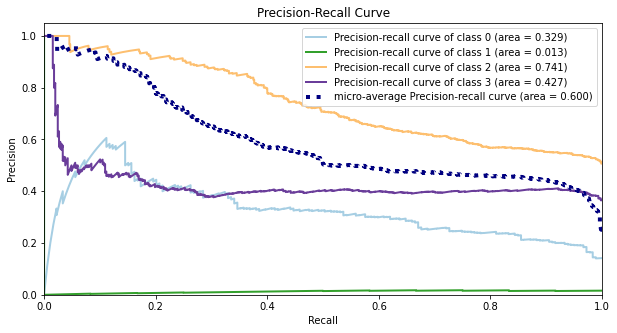 Precision-Recall Curve
Precision-recall curve of class 0 (area = 0.329)
Precision-recall curve of class 1 (area = 0.013)
Precision-recall curve of class 2 (area = 0.741)
Precision-recall curve of class 3 (area = 0.427)
micro-average Precision-recall curve (area = 0.600)
Precision
1.0
0.8
0.6
0.4
0.2
0.0
0.0 0.2 0.4 0.6 0.8 1.0
Recall